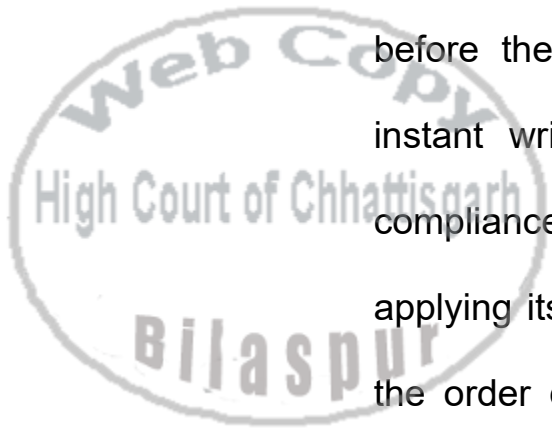 before the
instant wri
compliance
applying its
the order
Web Copy
High Court of Chhattisgarh
Bilaspur